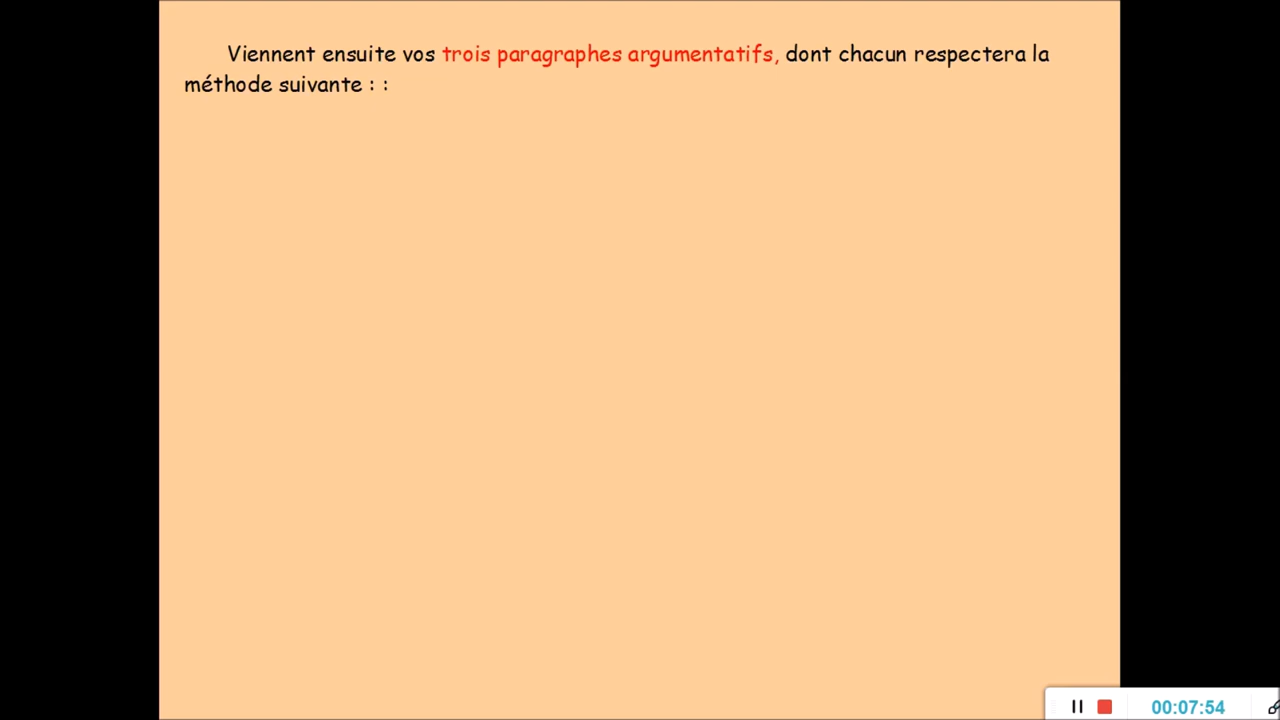 Viennent ensuite vos trois paragraphes argumentatifs, dont chacun respectera la
méthode suivante : :
00:07:54